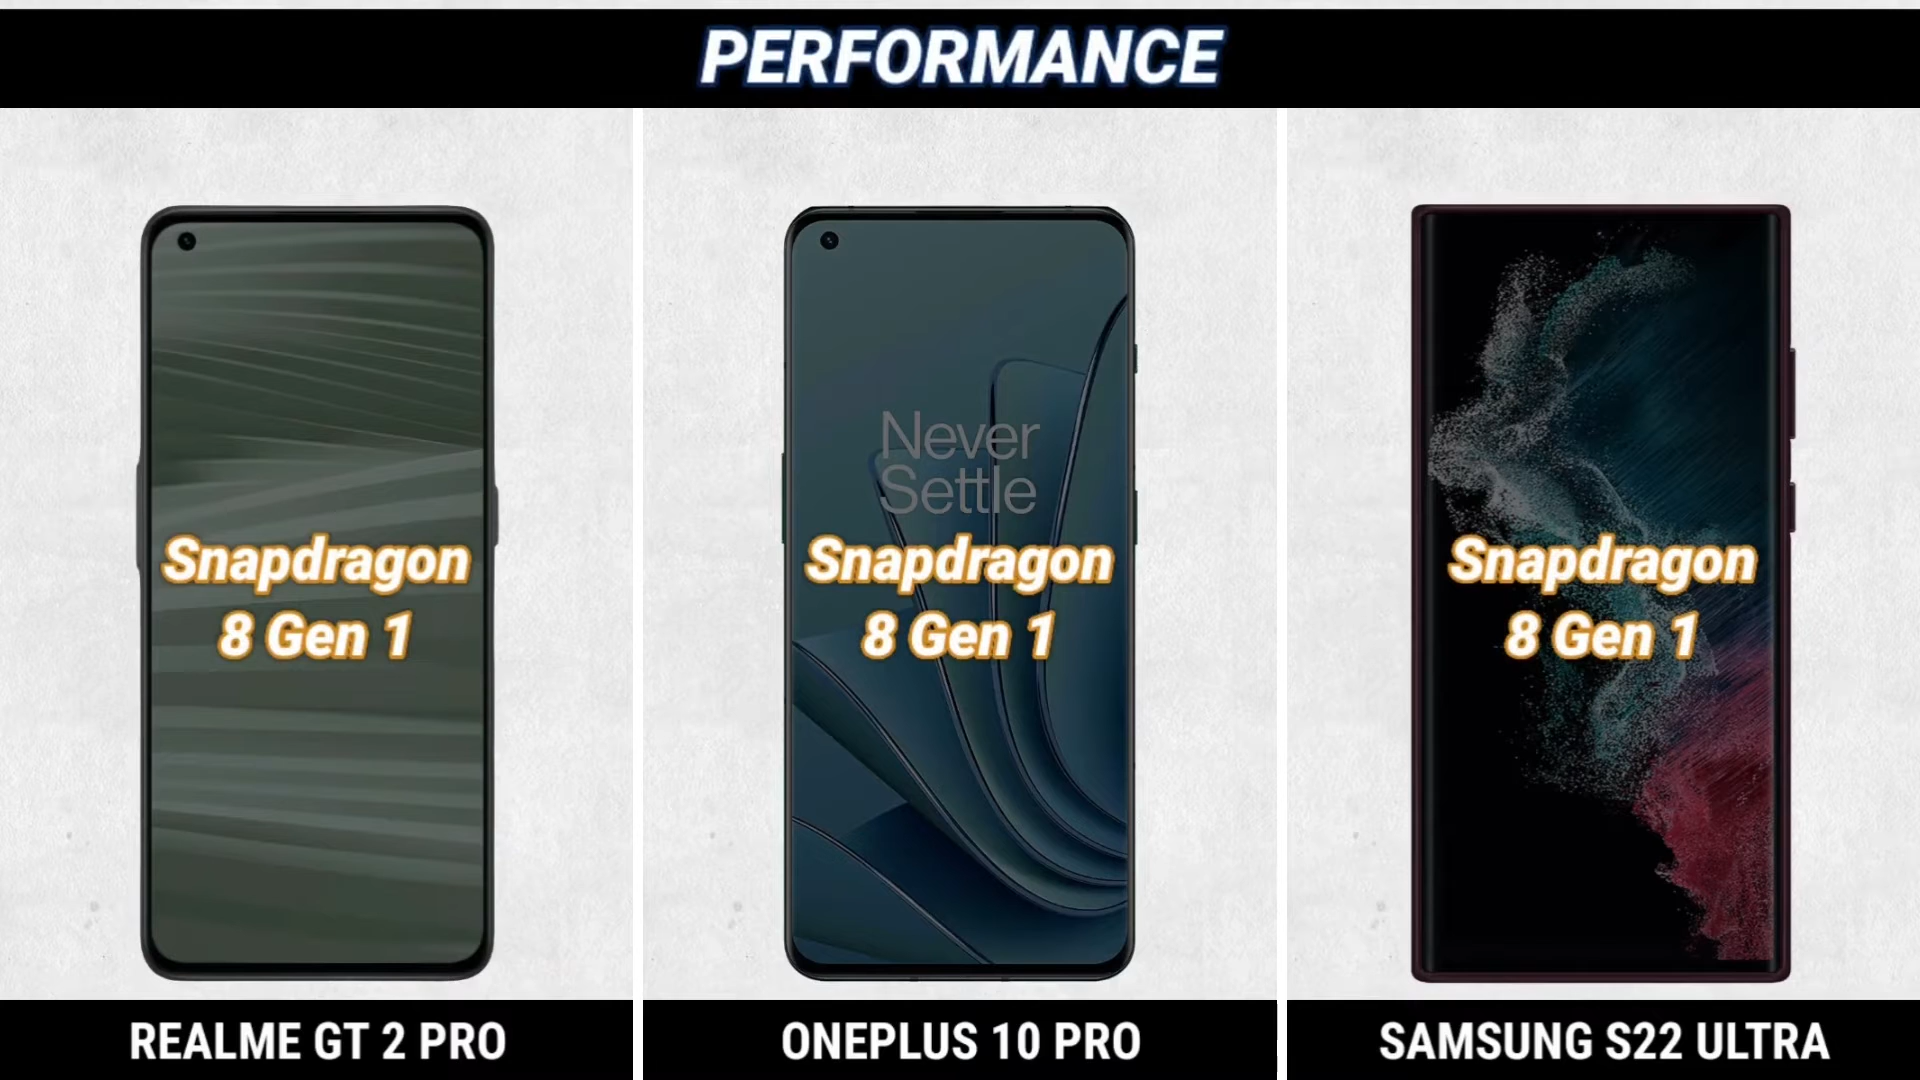 PERFORMANCE
Never
Settle
Snapdragon
8 Gen 1
Snapdragon
8 Gen 1
Snapdragon
8 Gen 1
REALME GT 2 PRO
ONEPLUS 10 PRO
SAMSUNG S22 ULTRA